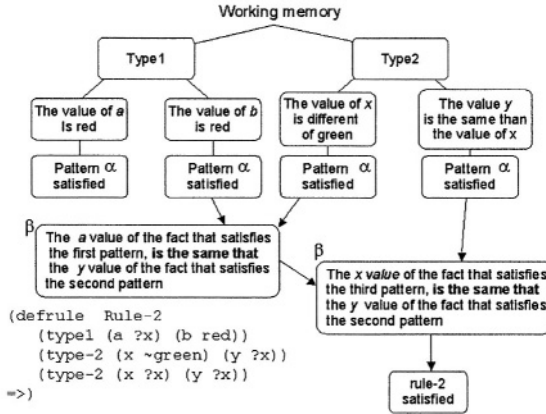 Working memory
Type1
Type2
The value of a
Is red
The value of b
is red
The value of x
is different
of green
The value y
is the same than
the value of x
Pattern α
satisfied
Pattern α
satisfied
Pattern α
satisfied
Pattern α
satisfied
β
The a value of the fact that satisfies
the first pattern, is the same that
the y value of the fact that satisfies
the second pattern
β
The x value of the fact that satisfies
the third pattern, is the same that
the y value of the fact that satisfies
the second pattern
(defrule Rule-2
(type1 (a ?x) (b red))
(type-2 (x ~green) (y ?x))
(type-2 (x ?x) (y ?x))
=>)
rule-2
satisfied